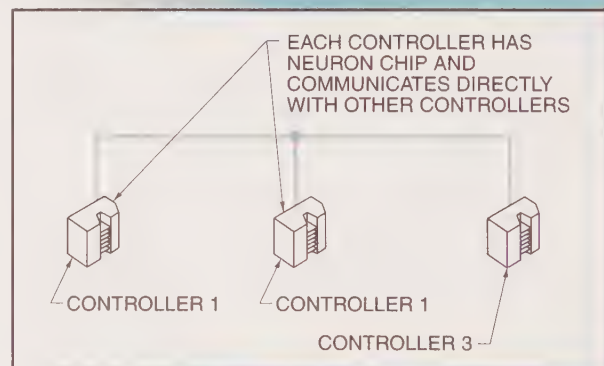 EACH CONTROLLER HAS
NEURON CHIP AND
COMMUNICATES DIRECTLY
WITH OTHER CONTROLLERS
CONTROLLER 1
CONTROLLER 1
CONTROLLER 3